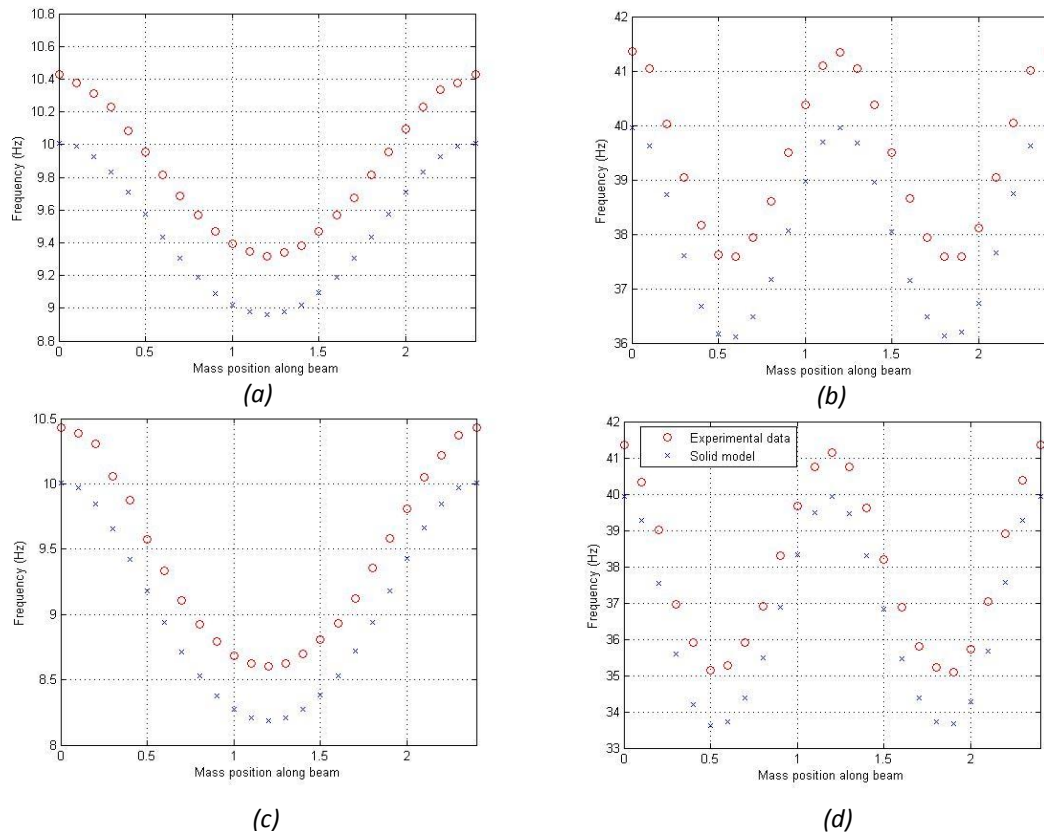 10.8
10.6
10.4
10.2
10
9.8
9.6
9.4
9.2
9
8.8
Frequency (Hz)
0 0.5 1 1.5 2
Mass position along beam
(a)
42
41
40
39
38
37
36
Frequency (Hz)
0 0.5 1 1.5 2
Mass position along beam
(b)
10.5
10
9.5
9
8.5
8
Frequency (Hz)
0 0.5 1 1.5 2
Mass position along beam
(c)
42
41
40
39
38
37
36
35
34
33
Frequency (Hz)
Experimental data
Solid model
0 0.5 1 1.5 2
Mass position along beam
(d)